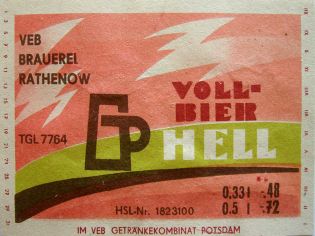 VEB
BRAUEREI
RATHENOW
VOLL-
BIER
HELL
TGL 7764
GP
0.33 l -.48
0.5 l -.72
HSL-Nr. 1823100
IM VEB GETRÄNKEKOMBINAT POTSDAM